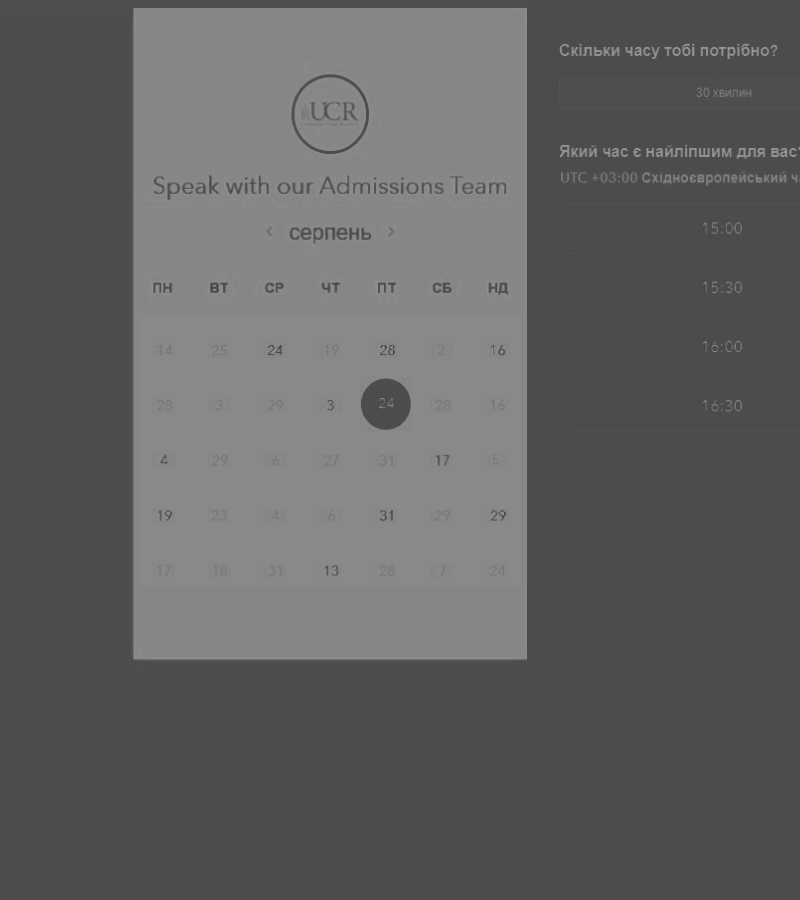 UCR
Speak with our Admissions Team
< серпень >
ПН ВТ СР ЧТ ПТ СБ НД
14 25 24 19 28 2 16
28 3 29 3 24 28 16
4 29 6 27 31 17 5
19 23 4 6 31 29 29
17 18 31 13 28 7 24
Скільки часу тобі потрібно?
30 хвилин
Який час є найліпшим для вас?
UTC +03:00 Східноєвропейський
15:00
15:30
16:00
16:30